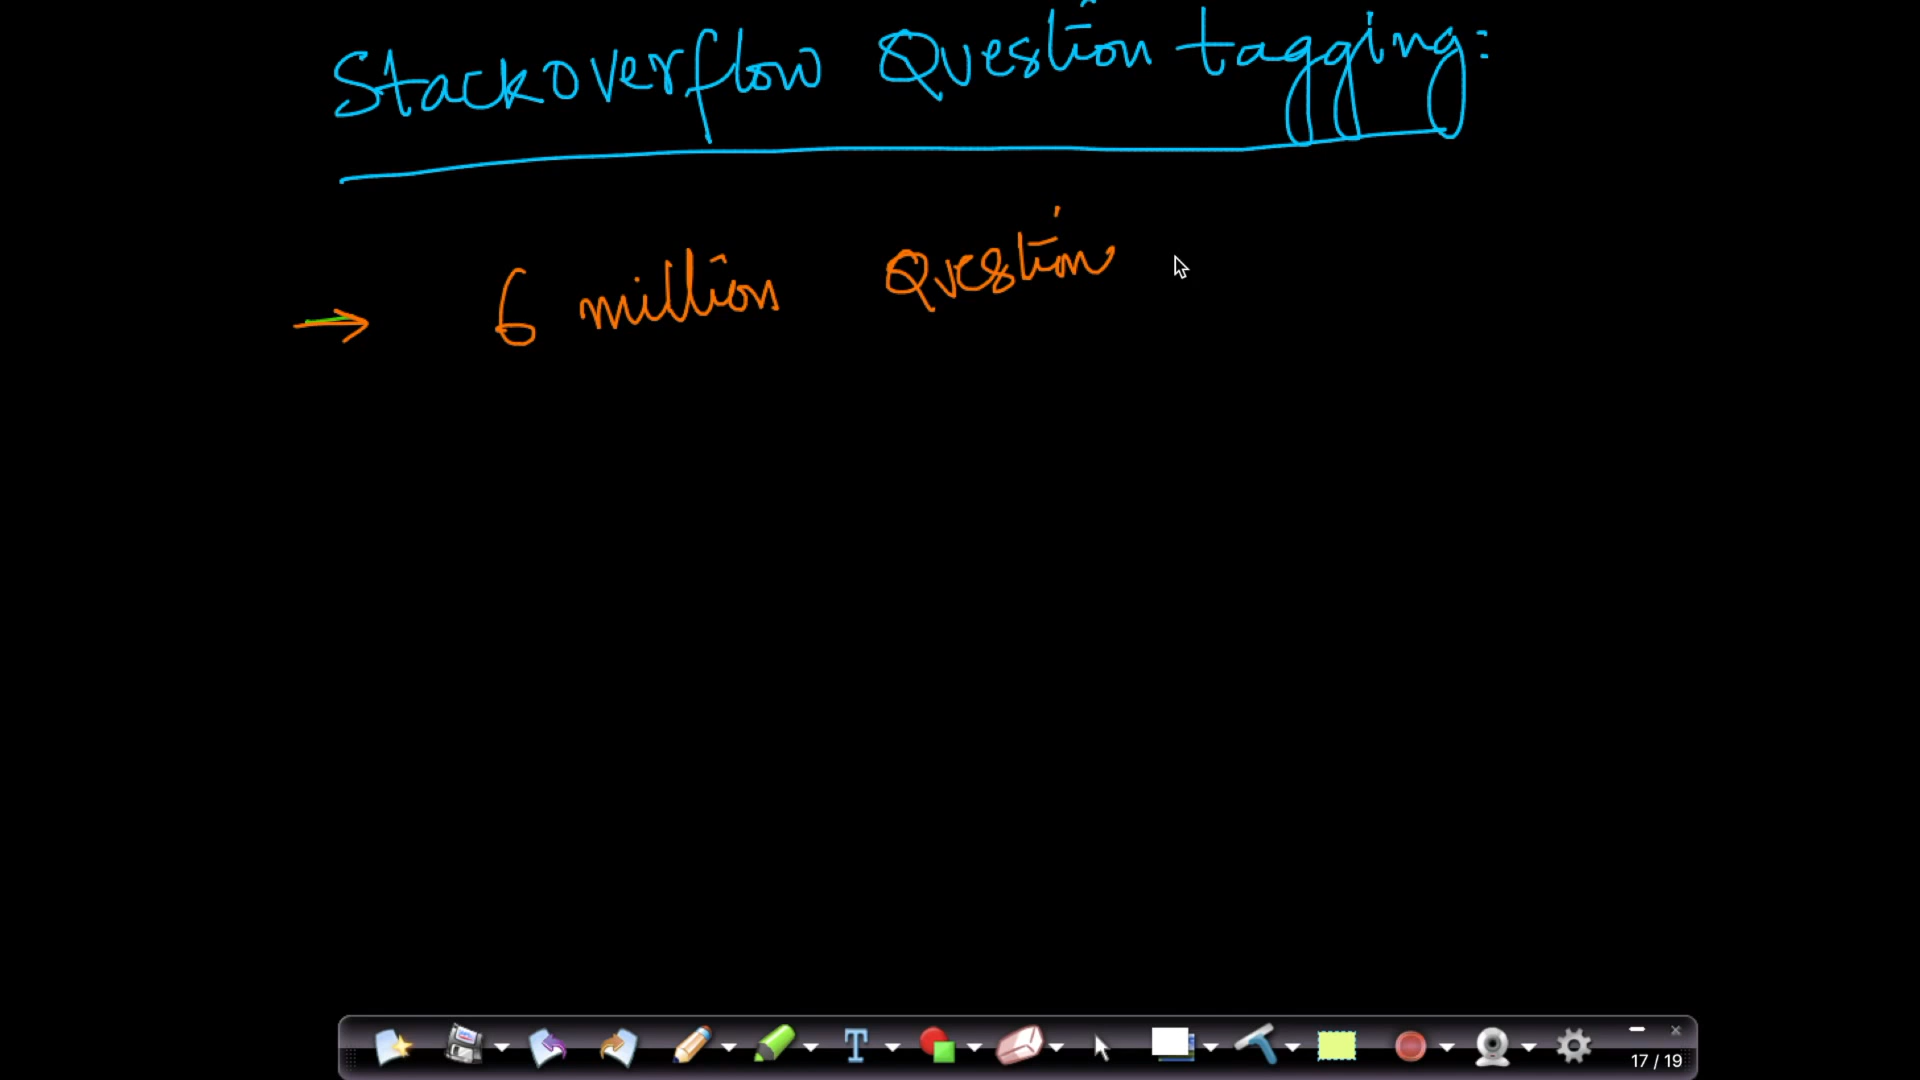 Stackoverflow Question tagging:
→ 6 million Question
17 / 19